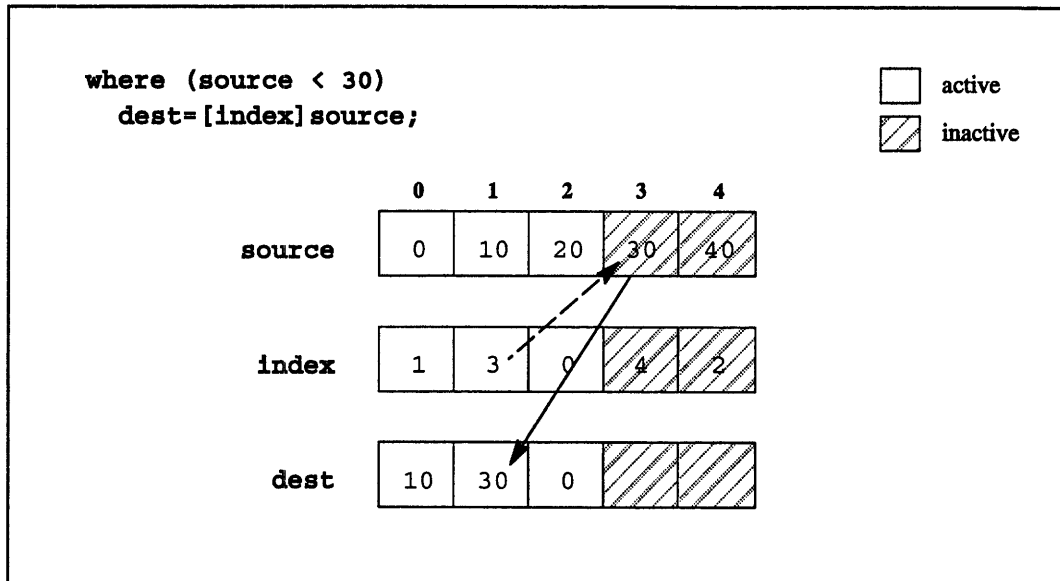 where (source < 30)
dest=[index]source;
active
inactive
0 1 2 3 4
source 0 10 20 30 40
index 1 3 0 4 2
dest 10 30 0